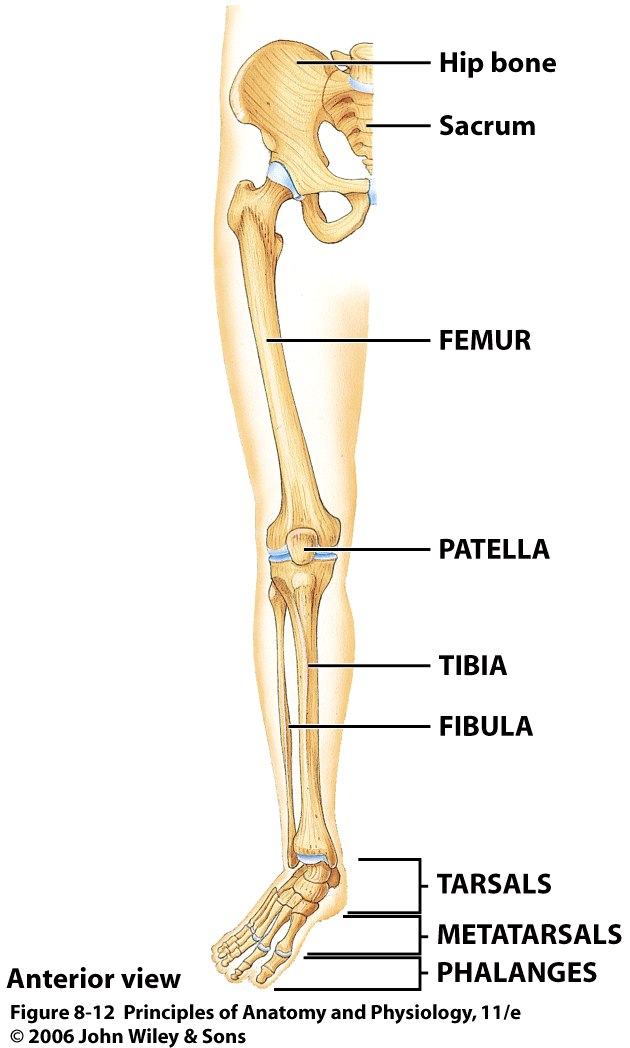 Hip bone
Sacrum
FEMUR
PATELLA
TIBIA
FIBULA
TARSALS
METATARSALS
PHALANGES
Anterior view
Figure 8-12 Principles of Anatomy and Physiology, 11/e
© 2006 John Wiley & Sons